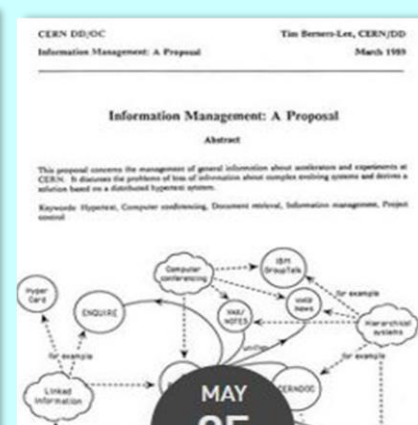 CERN DD/OC Tim Berners-Lee, CERN/DD
Information Management: A Proposal March 1989
Information Management: A Proposal
Abstract
This proposal concerns the management of general information about accelerators and experiments at
CERN. It discusses the problems of loss of information about complex evolving systems and derives a
solution based on a distributed hypertext system.
Keywords: Hypertext, Computer conferencing, Document retrieval, Information management, Project
control
Computer
conferencing
IBM
GroupTalk
Hyper
Card
ENQUIRE
VAX/
NOTES
uucp
News
for example
Hierarchical
systems
unifies
for example
for example
Linked
information
CERNDOC
MAY